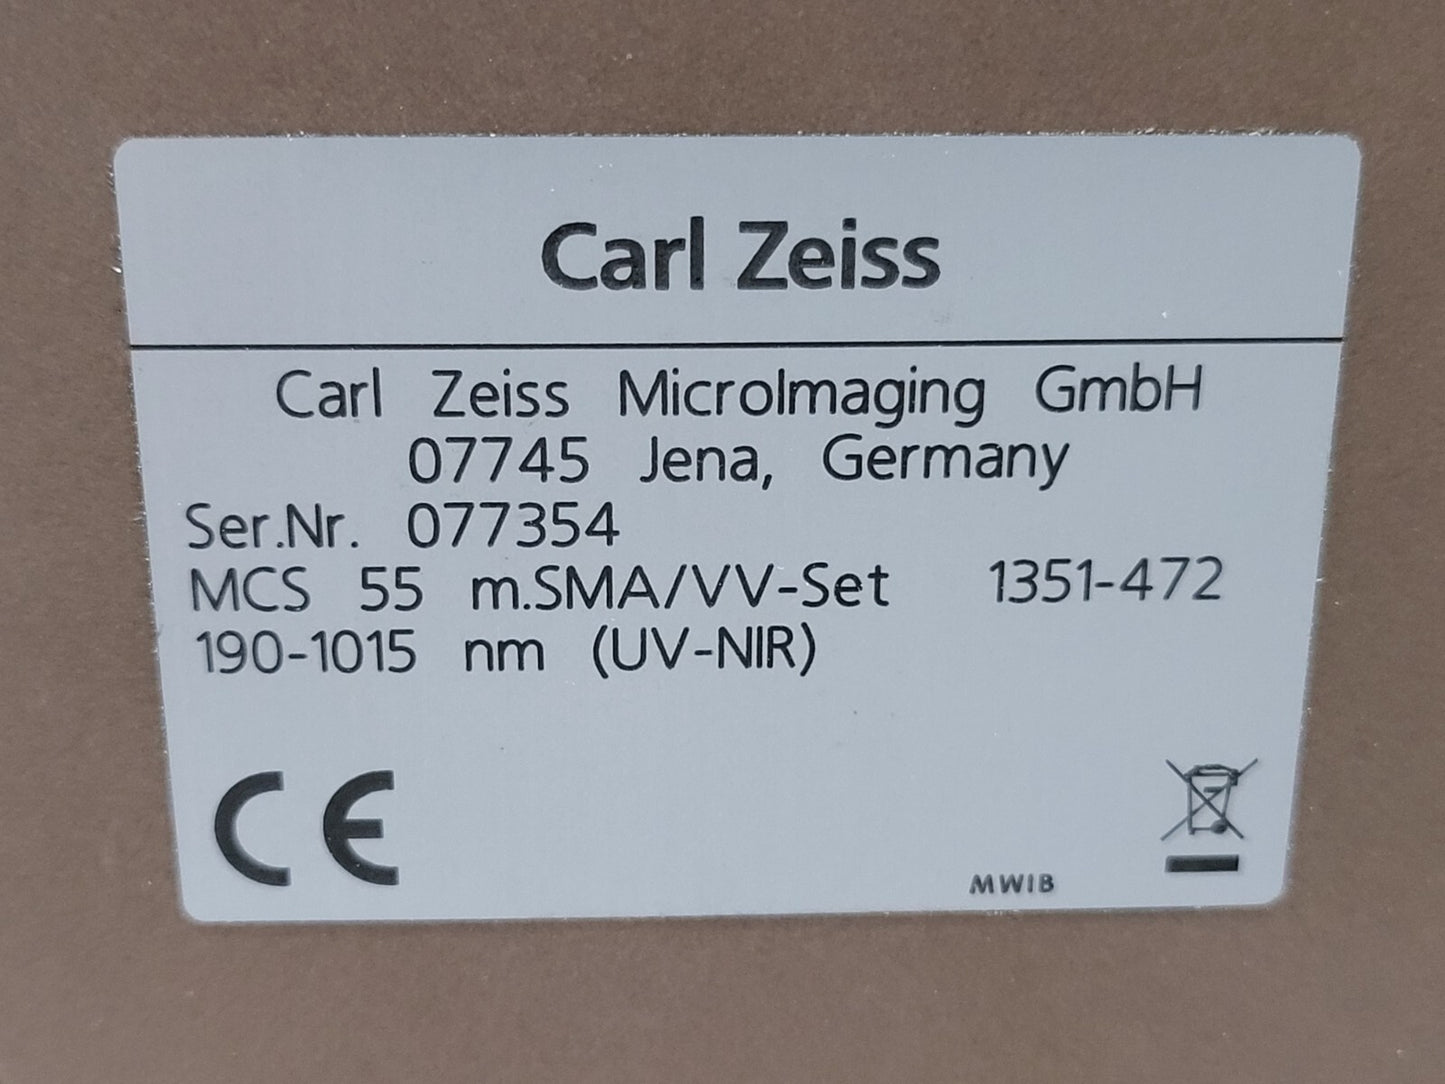 Carl Zeiss
Carl Zeiss MicroImaging GmbH
07745 Jena, Germany
Ser.Nr. 077354
MCS 55 m.SMA/VV-Set 1351-472
190-1015 nm (UV-NIR)
CE
MWIB